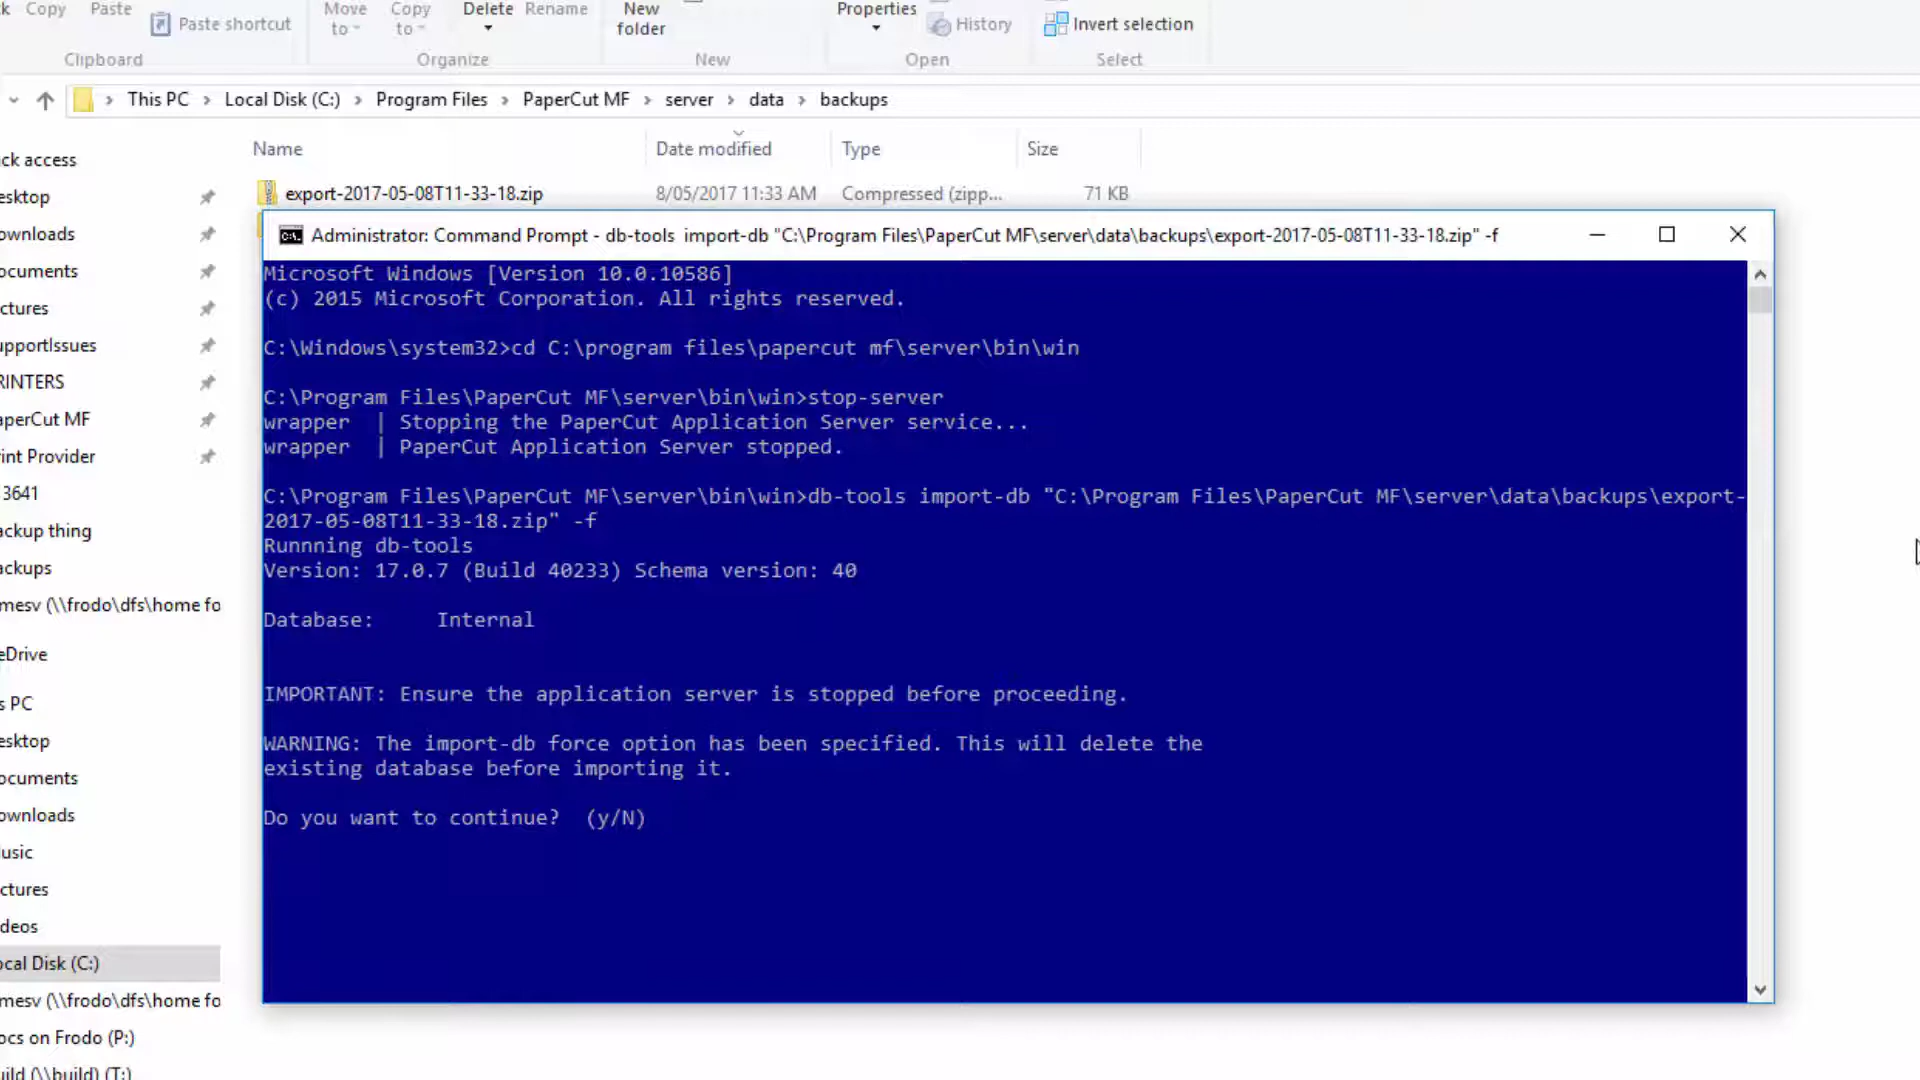 Copy
Paste
Paste shortcut
Clipboard
Move to
Copy to
Delete
Rename
Organize
New folder
New
Properties
History
Open
Invert selection
Select
This PC > Local Disk (C:) > Program Files > PaperCut MF > server > data > backups
Name Date modified Type Size
export-2017-05-08T11-33-18.zip 8/05/2017 11:33 AM Compressed (zipp... 71 KB
ck access
esktop
ownloads
ocuments
ctures
upportIssues
RINTERS
aperCut MF
int Provider
3641
ackup thing
ackups
mesv (\\frodo\dfs\home fo
eDrive
s PC
esktop
ocuments
ownloads
usic
ctures
deos
ocal Disk (C:)
mesv (\\frodo\dfs\home fo
ocs on Frodo (P:)
uild (\\build) (T:)
Administrator: Command Prompt - db-tools import-db "C:\Program Files\PaperCut MF\server\data\backups\export-2017-05-08T11-33-18.zip" -f
Microsoft Windows [Version 10.0.10586]
(c) 2015 Microsoft Corporation. All rights reserved.
C:\Windows\system32>cd C:\program files\papercut mf\server\bin\win
C:\Program Files\PaperCut MF\server\bin\win>stop-server
wrapper | Stopping the PaperCut Application Server service...
wrapper | PaperCut Application Server stopped.
C:\Program Files\PaperCut MF\server\bin\win>db-tools import-db "C:\Program Files\PaperCut MF\server\data\backups\export-
2017-05-08T11-33-18.zip" -f
Runnning db-tools
Version: 17.0.7 (Build 40233) Schema version: 40
Database: Internal
IMPORTANT: Ensure the application server is stopped before proceeding.
WARNING: The import-db force option has been specified. This will delete the
existing database before importing it.
Do you want to continue? (y/N)